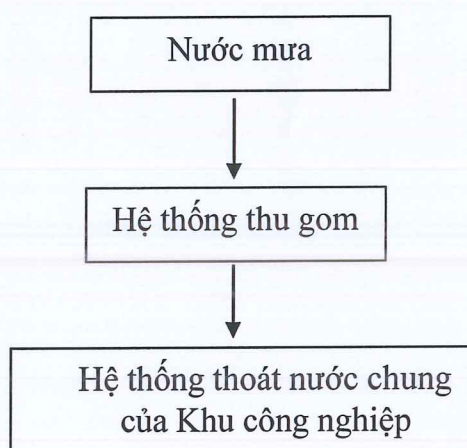 Nước mưa
Hệ thống thu gom
Hệ thống thoát nước chung
của Khu công nghiệp